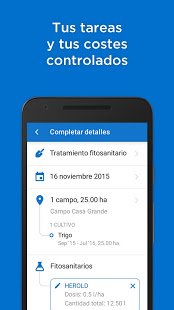 Tus tareas
y tus costes
controlados
Completar detalles
Tratamiento fitosanitario
16 noviembre 2015
1 campo, 25.00 ha
Campo Casa Grande
1 CULTIVO
Trigo
Sep '15 - Jul '16, 25.00 ha.
Fitosanitarios
HEROLD
Dosis: 0.5 l/ha
Cantidad total: 12.50 l